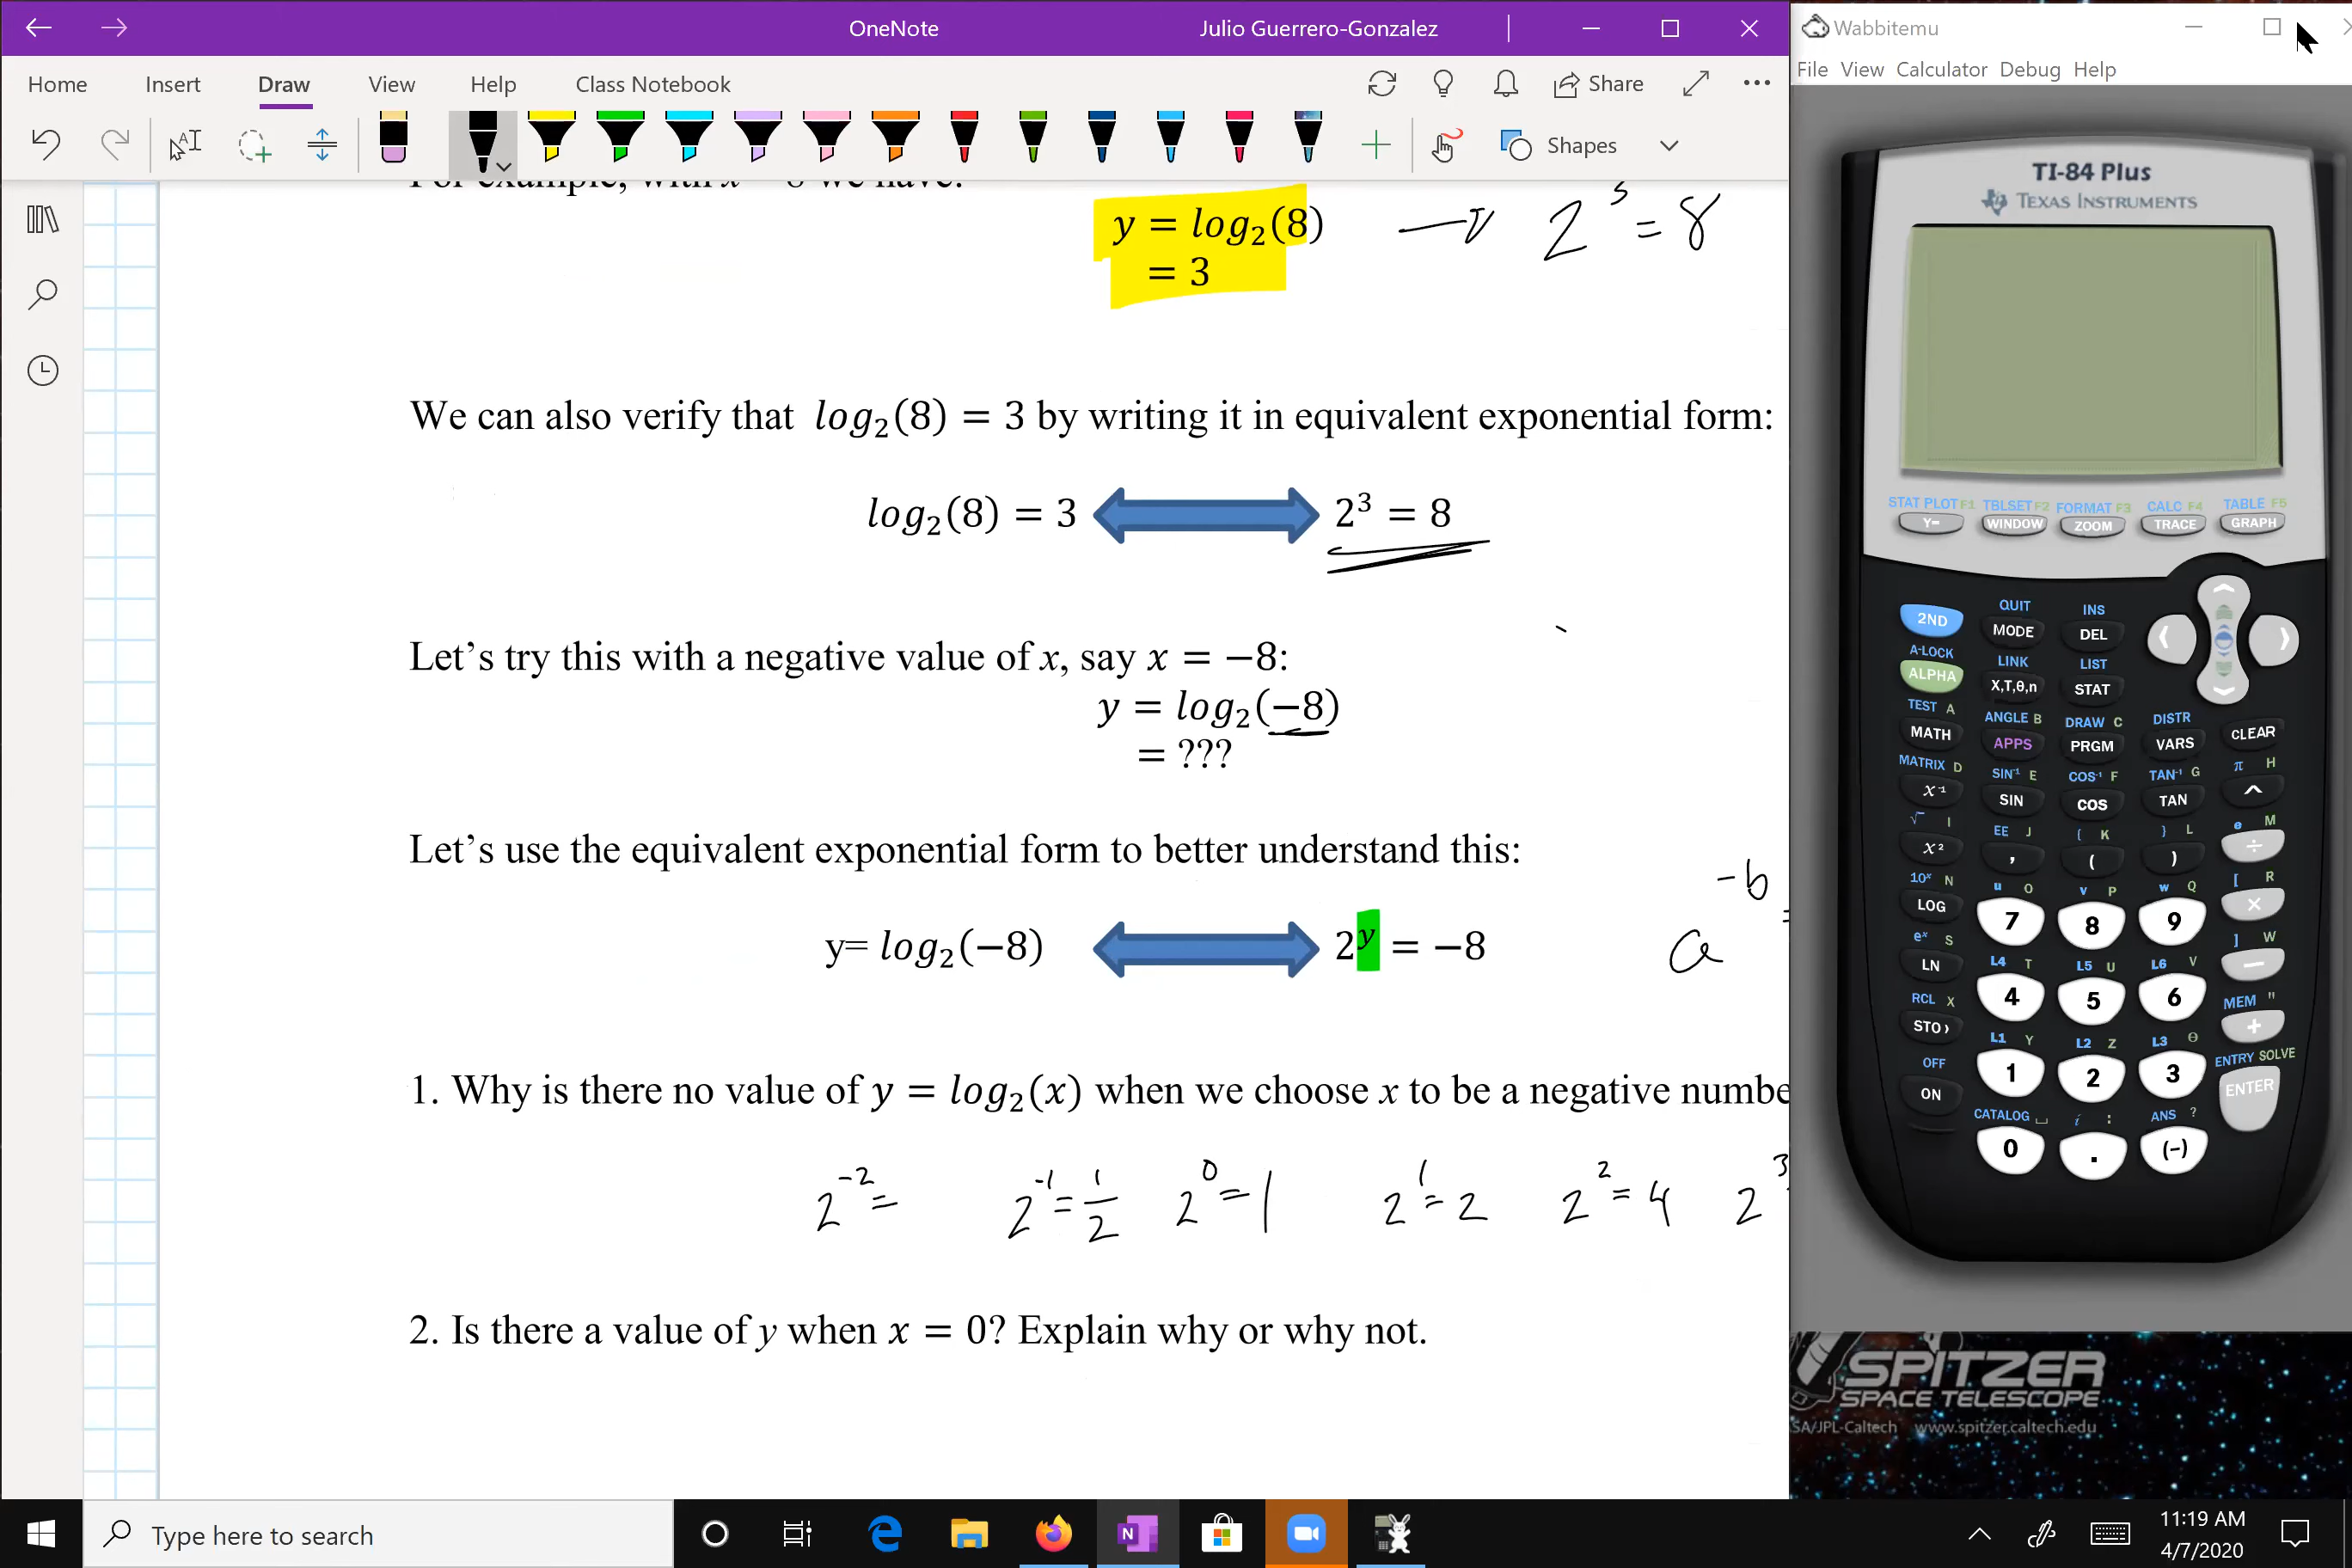 OneNote
Julio Guerrero-Gonzalez
Home Insert Draw View Help Class Notebook Share
Shapes
For example, with x = 8 we have:
y = log₂(8) → 2³ = 8
= 3
We can also verify that log₂(8) = 3 by writing it in equivalent exponential form:
log₂(8) = 3 2³ = 8
Let's try this with a negative value of x, say x = −8:
y = log₂(−8)
= ???
Let's use the equivalent exponential form to better understand this:
y= log₂(−8) 2ʸ = −8 a⁻ᵇ =
1. Why is there no value of y = log₂(x) when we choose x to be a negative numbe
2⁻² = 2⁻¹ = 1/2 2⁰ = 1 2¹ = 2 2² = 4 2³
2. Is there a value of y when x = 0? Explain why or why not.
Wabbitemu
File View Calculator Debug Help
TI-84 Plus
TEXAS INSTRUMENTS
STAT PLOT F1 TBLSET F2 FORMAT F3 CALC F4 TABLE F5
Y= WINDOW ZOOM TRACE GRAPH
QUIT INS
2ND MODE DEL
A-LOCK LINK LIST
ALPHA X,T,θ,n STAT
TEST A ANGLE B DRAW C DISTR
MATH APPS PRGM VARS CLEAR
MATRIX D SIN⁻¹ E COS⁻¹ F TAN⁻¹ G π H
x⁻¹ SIN COS TAN ^
√ I EE J { K } L e M
x² , ( ) ÷
10ˣ N u O v P w Q [ R
LOG 7 8 9 ×
eˣ S L4 T L5 U L6 V ] W
LN 4 5 6 −
RCL X L1 Y L2 Z L3 θ MEM "
STO› 1 2 3 +
OFF CATALOG ␣ i : ANS ? ENTRY SOLVE
ON 0 . (−) ENTER
SPITZER
SPACE TELESCOPE
SA/JPL-Caltech www.spitzer.caltech.edu
Type here to search
11:19 AM
4/7/2020